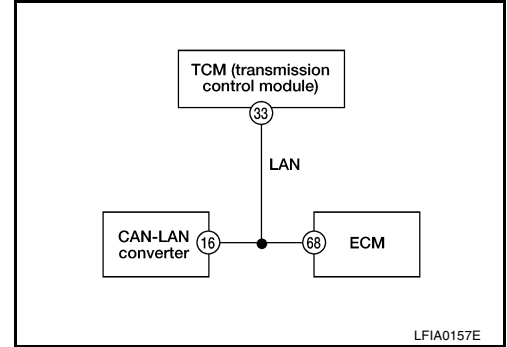 TCM (transmission
control module)
33
LAN
CAN-LAN
converter
16
68
ECM
LFIA0157E